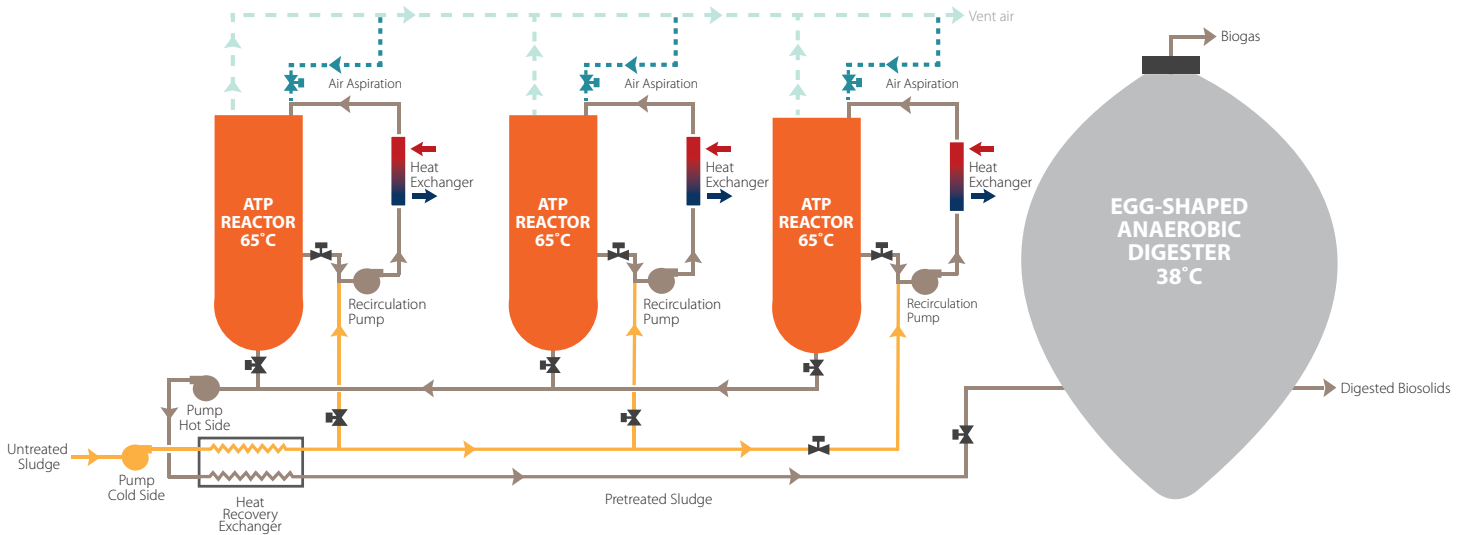 Vent air
Biogas
Air Aspiration
Air Aspiration
Air Aspiration
Heat
Exchanger
Heat
Exchanger
Heat
Exchanger
ATP
REACTOR
65˚C
ATP
REACTOR
65˚C
ATP
REACTOR
65˚C
EGG-SHAPED
ANAEROBIC
DIGESTER
38˚C
Recirculation
Pump
Recirculation
Pump
Recirculation
Pump
Digested Biosolids
Pump
Hot Side
Untreated
Sludge
Pump
Cold Side
Heat
Recovery
Exchanger
Pretreated Sludge